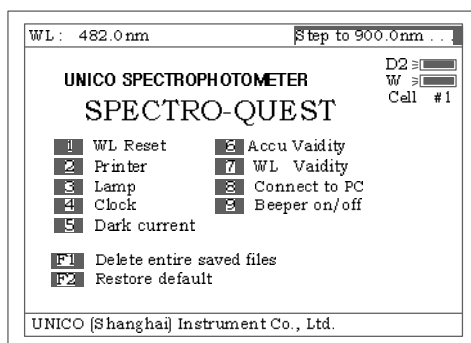 WL: 482.0nm Step to 900.0nm . . .
D2
UNICO SPECTROPHOTOMETER W
SPECTRO-QUEST Cell #1
1 WL Reset 6 Accu Vaidity
2 Printer 7 WL Vaidity
3 Lamp 8 Connect to PC
4 Clock 9 Beeper on/off
5 Dark current
F1 Delete entire saved files
F2 Restore default
UNICO (Shanghai) Instrument Co., Ltd.